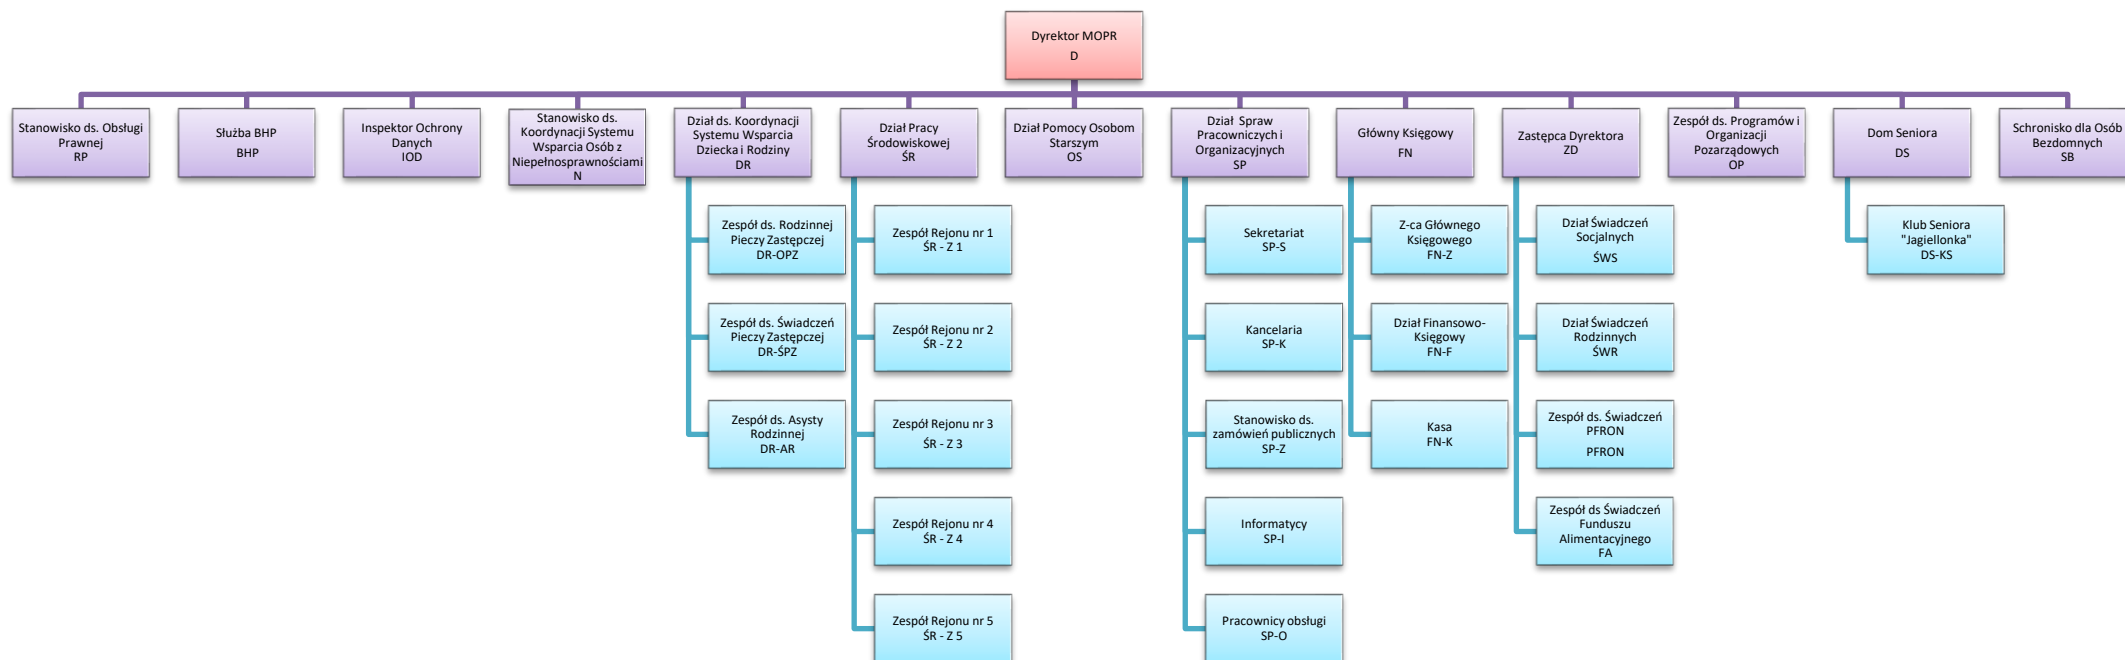 Dyrektor MOPR
D
Stanowisko ds. Obsługi
Prawnej
RP
Służba BHP
BHP
Inspektor Ochrony
Danych
IOD
Stanowisko ds.
Koordynacji Systemu
Wsparcia Osób z
Niepełnosprawnościami
N
Dział ds. Koordynacji
Systemu Wsparcia
Dziecka i Rodziny
DR
Dział Pracy
Środowiskowej
ŚR
Dział Pomocy Osobom
Starszym
OS
Dział Spraw
Pracowniczych i
Organizacyjnych
SP
Główny Księgowy
FN
Zastępca Dyrektora
ZD
Zespół ds. Programów i
Organizacji
Pozarządowych
OP
Dom Seniora
DS
Schronisko dla Osób
Bezdomnych
SB
Zespół ds. Rodzinnej
Pieczy Zastępczej
DR-OPZ
Zespół ds. Świadczeń
Pieczy Zastępczej
DR-ŚPZ
Zespół ds. Asysty
Rodzinnej
DR-AR
Zespół Rejonu nr 1
ŚR - Z 1
Zespół Rejonu nr 2
ŚR - Z 2
Zespół Rejonu nr 3
ŚR - Z 3
Zespół Rejonu nr 4
ŚR - Z 4
Zespół Rejonu nr 5
ŚR - Z 5
Sekretariat
SP-S
Kancelaria
SP-K
Stanowisko ds.
zamówień publicznych
SP-Z
Informatycy
SP-I
Pracownicy obsługi
SP-O
Z-ca Głównego
Księgowego
FN-Z
Dział Finansowo-
Księgowy
FN-F
Kasa
FN-K
Dział Świadczeń
Socjalnych
ŚWS
Dział Świadczeń
Rodzinnych
ŚWR
Zespół ds. Świadczeń
PFRON
PFRON
Zespół ds Świadczeń
Funduszu
Alimentacyjnego
FA
Klub Seniora
"Jagiellonka"
DS-KS